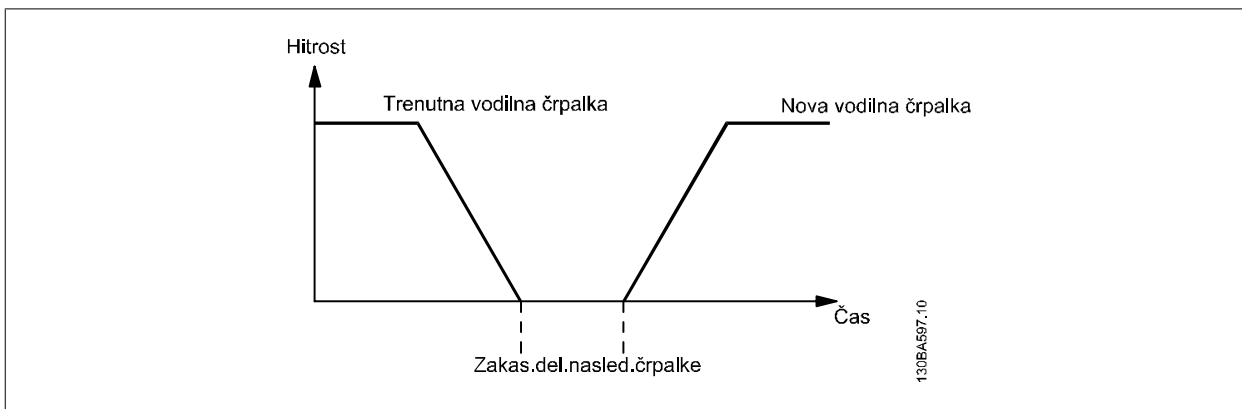 Hitrost
Trenutna vodilna črpalka
Nova vodilna črpalka
Čas
Zakas.del.nasled.črpalke
130BA597.10